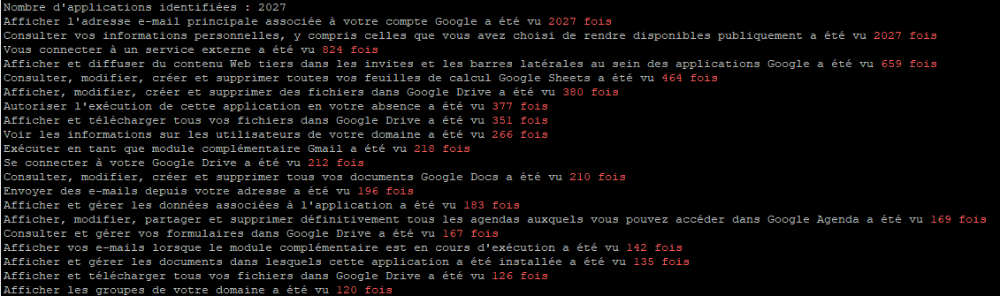 Nombre d'applications identifiées : 2027
Afficher l'adresse e-mail principale associée à votre compte Google a été vu 2027 fois
Consulter vos informations personnelles, y compris celles que vous avez choisi de rendre disponibles publiquement a été vu 2027 fois
Vous connecter à un service externe a été vu 824 fois
Afficher et diffuser du contenu Web tiers dans les invites et les barres latérales au sein des applications Google a été vu 659 fois
Consulter, modifier, créer et supprimer toutes vos feuilles de calcul Google Sheets a été vu 464 fois
Afficher, modifier, créer et supprimer des fichiers dans Google Drive a été vu 380 fois
Autoriser l'exécution de cette application en votre absence a été vu 377 fois
Afficher et télécharger tous vos fichiers dans Google Drive a été vu 351 fois
Voir les informations sur les utilisateurs de votre domaine a été vu 266 fois
Exécuter en tant que module complémentaire Gmail a été vu 218 fois
Se connecter à votre Google Drive a été vu 212 fois
Consulter, modifier, créer et supprimer tous vos documents Google Docs a été vu 210 fois
Envoyer des e-mails depuis votre adresse a été vu 196 fois
Afficher et gérer les données associées à l'application a été vu 183 fois
Afficher, modifier, partager et supprimer définitivement tous les agendas auxquels vous pouvez accéder dans Google Agenda a été vu 169 fois
Consulter et gérer vos formulaires dans Google Drive a été vu 167 fois
Afficher vos e-mails lorsque le module complémentaire est en cours d'exécution a été vu 142 fois
Afficher et gérer les documents dans lesquels cette application a été installée a été vu 135 fois
Afficher et télécharger tous vos fichiers dans Google Drive a été vu 126 fois
Afficher les groupes de votre domaine a été vu 120 fois